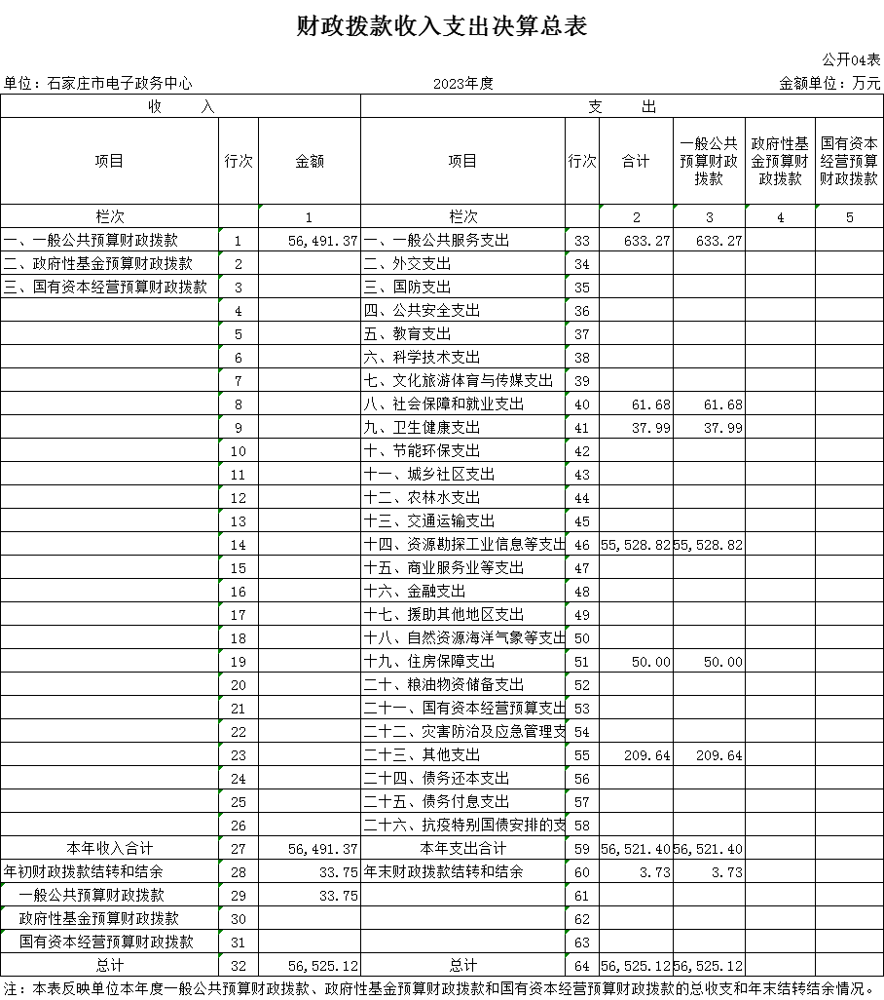 财政拨款收入支出决算总表
公开04表
单位：石家庄市电子政务中心 2023年度 金额单位：万元
收 入 支 出
项目 行次 金额 项目 行次 合计 一般公共预算财政拨款 政府性基金预算财政拨款 国有资本经营预算财政拨款
栏次 1 栏次 2 3 4 5
一、一般公共预算财政拨款 1 56,491.37 一、一般公共服务支出 33 633.27 633.27
二、政府性基金预算财政拨款 2 二、外交支出 34
三、国有资本经营预算财政拨款 3 三、国防支出 35
4 四、公共安全支出 36
5 五、教育支出 37
6 六、科学技术支出 38
7 七、文化旅游体育与传媒支出 39
8 八、社会保障和就业支出 40 61.68 61.68
9 九、卫生健康支出 41 37.99 37.99
10 十、节能环保支出 42
11 十一、城乡社区支出 43
12 十二、农林水支出 44
13 十三、交通运输支出 45
14 十四、资源勘探工业信息等支出 46 55,528.82 55,528.82
15 十五、商业服务业等支出 47
16 十六、金融支出 48
17 十七、援助其他地区支出 49
18 十八、自然资源海洋气象等支出 50
19 十九、住房保障支出 51 50.00 50.00
20 二十、粮油物资储备支出 52
21 二十一、国有资本经营预算支出 53
22 二十二、灾害防治及应急管理支 54
23 二十三、其他支出 55 209.64 209.64
24 二十四、债务还本支出 56
25 二十五、债务付息支出 57
26 二十六、抗疫特别国债安排的支 58
本年收入合计 27 56,491.37 本年支出合计 59 56,521.40 56,521.40
年初财政拨款结转和结余 28 33.75 年末财政拨款结转和结余 60 3.73 3.73
一般公共预算财政拨款 29 33.75 61
政府性基金预算财政拨款 30 62
国有资本经营预算财政拨款 31 63
总计 32 56,525.12 总计 64 56,525.12 56,525.12
注：本表反映单位本年度一般公共预算财政拨款、政府性基金预算财政拨款和国有资本经营预算财政拨款的总收支和年末结转结余情况。